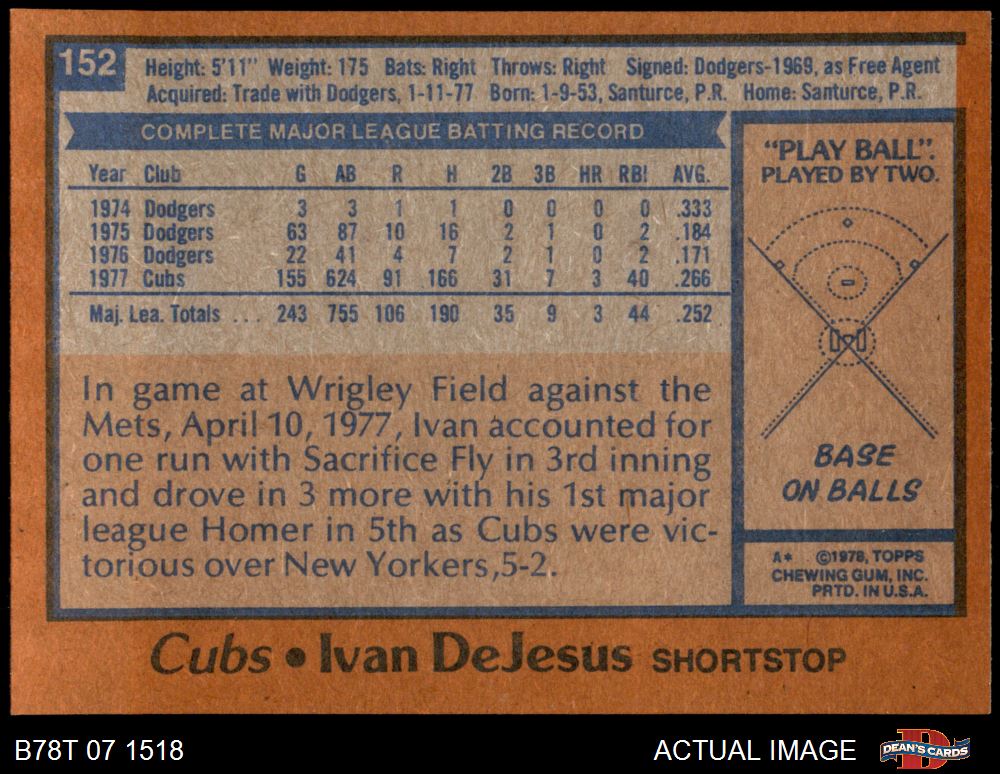 152
Height: 5'11" Weight: 175 Bats: Right Throws: Right Signed: Dodgers-1969, as Free Agent
Acquired: Trade with Dodgers, 1-11-77 Born: 1-9-53, Santurce, P.R. Home: Santurce, P.R.
COMPLETE MAJOR LEAGUE BATTING RECORD
Year Club G AB R H 2B 3B HR RBI AVG.
1974 Dodgers 3 3 1 1 0 0 0 0 .333
1975 Dodgers 63 87 10 16 2 1 0 2 .184
1976 Dodgers 22 41 4 7 2 1 0 2 .171
1977 Cubs 155 624 91 166 31 7 3 40 .266
Maj. Lea. Totals ... 243 755 106 190 35 9 3 44 .252
In game at Wrigley Field against the
Mets, April 10, 1977, Ivan accounted for
one run with Sacrifice Fly in 3rd inning
and drove in 3 more with his 1st major
league Homer in 5th as Cubs were vic-
torious over New Yorkers,5-2.
"PLAY BALL".
PLAYED BY TWO.
BASE
ON BALLS
A* ©1978, TOPPS
CHEWING GUM, INC.
PRTD. IN U.S.A.
Cubs • Ivan DeJesus SHORTSTOP
B78T 07 1518
ACTUAL IMAGE
DEAN'S CARDS